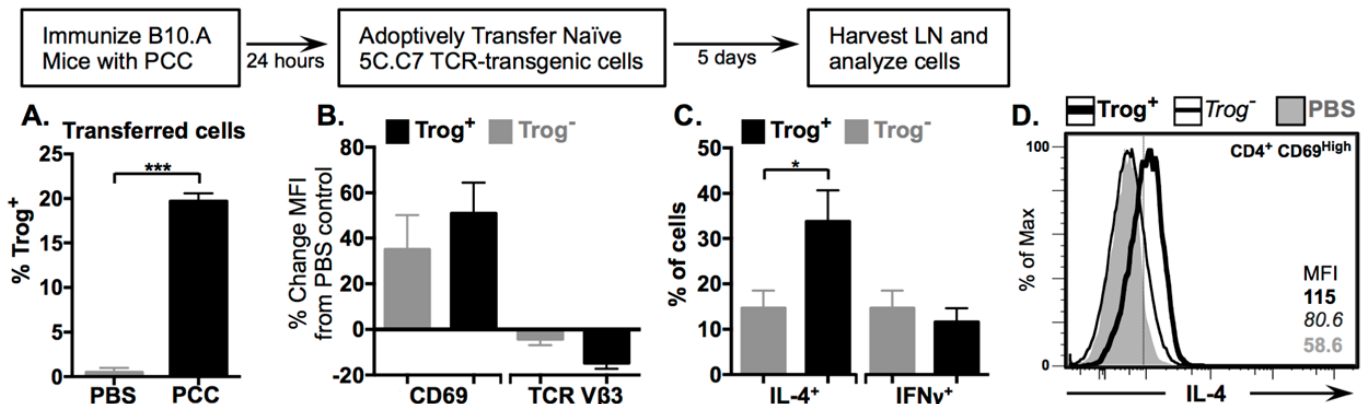 Immunize B10.A
Mice with PCC
24 hours
Adoptively Transfer Naïve
5C.C7 TCR-transgenic cells
5 days
Harvest LN and
analyze cells
A.
Transferred cells
% Trog+
25
20
15
10
5
0
***
PBS
PCC
B.
Trog+
Trog-
% Change MFI
from PBS control
80
60
40
20
0
-20
CD69
TCR Vß3
C.
Trog+
Trog-
% of cells
50
40
30
20
10
0
*
IL-4+
IFNγ+
D.
Trog+
Trog-
PBS
CD4+ CD69High
% of Max
100
0
MFI
115
80.6
58.6
IL-4